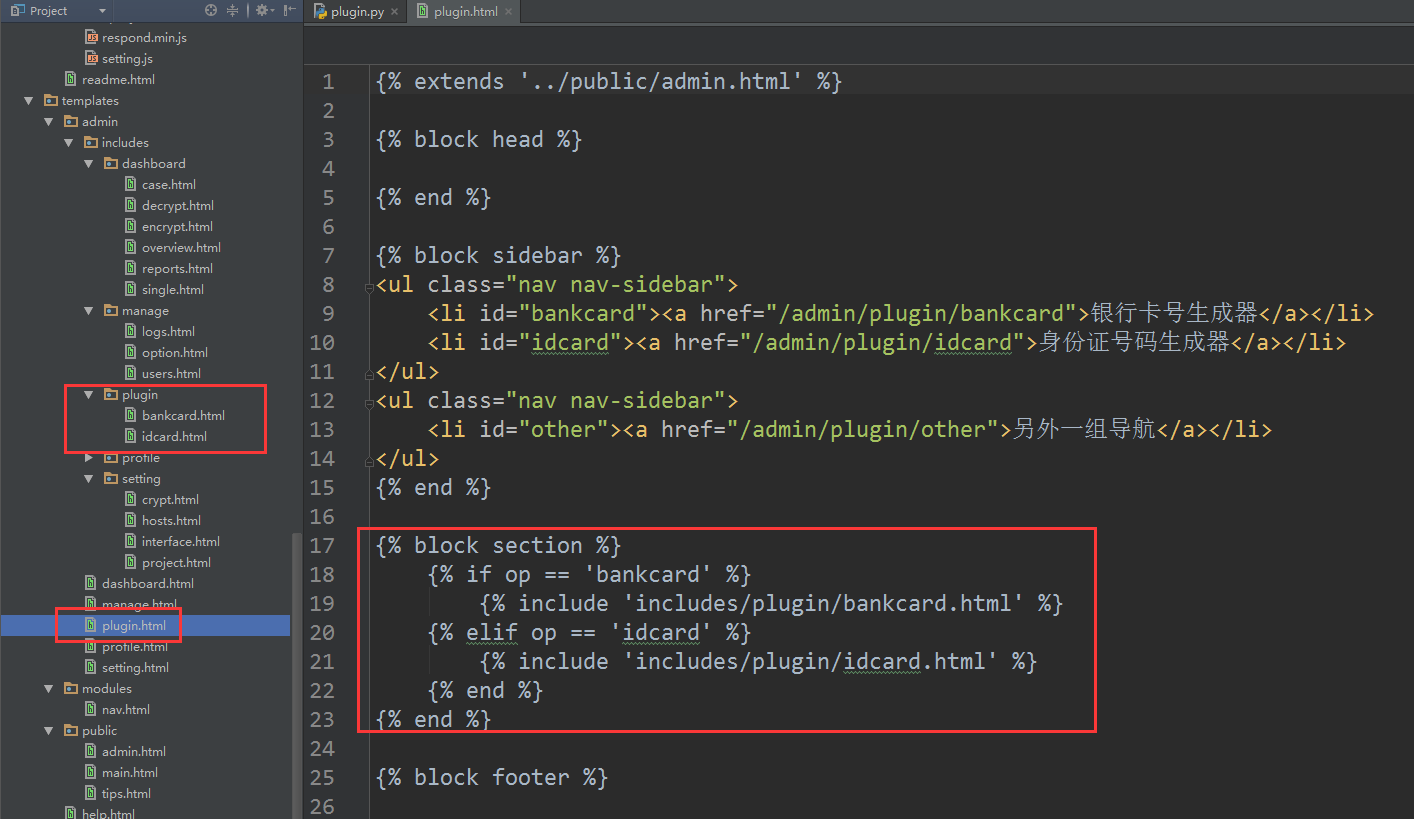 Project
respond.min.js
setting.js
readme.html
templates
admin
includes
dashboard
case.html
decrypt.html
encrypt.html
overview.html
reports.html
single.html
manage
logs.html
option.html
users.html
plugin
bankcard.html
idcard.html
profile
setting
crypt.html
hosts.html
interface.html
project.html
dashboard.html
manage.html
plugin.html
profile.html
setting.html
modules
nav.html
public
admin.html
main.html
tips.html
help.html
plugin.py
plugin.html
1 {% extends '../public/admin.html' %}
2
3 {% block head %}
4
5 {% end %}
6
7 {% block sidebar %}
8 <ul class="nav nav-sidebar">
9 <li id="bankcard"><a href="/admin/plugin/bankcard">银行卡号生成器</a></li>
10 <li id="idcard"><a href="/admin/plugin/idcard">身份证号码生成器</a></li>
11 </ul>
12 <ul class="nav nav-sidebar">
13 <li id="other"><a href="/admin/plugin/other">另外一组导航</a></li>
14 </ul>
15 {% end %}
16
17 {% block section %}
18 {% if op == 'bankcard' %}
19 {% include 'includes/plugin/bankcard.html' %}
20 {% elif op == 'idcard' %}
21 {% include 'includes/plugin/idcard.html' %}
22 {% end %}
23 {% end %}
24
25 {% block footer %}
26